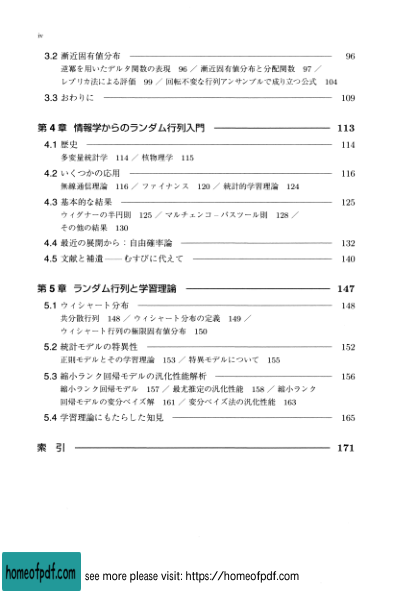 iv
3.2 漸近固有値分布 96
逆冪を用いたデルタ関数の表現 96 / 漸近固有値分布と分配関数 97 /
レプリカ法による評価 99 / 回転不変な行列アンサンブルで成り立つ公式 104
3.3 おわりに 109
第4章 情報学からのランダム行列入門 113
4.1 歴史 114
多変量統計学 114 / 核物理学 115
4.2 いくつかの応用 116
無線通信理論 116 / ファイナンス 120 / 統計的学習理論 124
4.3 基本的な結果 125
ウィグナーの半円則 125 / マルチェンコ–パスツール則 128 /
その他の結果 130
4.4 最近の展開から:自由確率論 132
4.5 文献と補遺——むすびに代えて 140
第5章 ランダム行列と学習理論 147
5.1 ウィシャート分布 148
共分散行列 148 / ウィシャート分布の定義 149 /
ウィシャート行列の極限固有値分布 150
5.2 統計モデルの特異性 152
正則モデルとその学習理論 153 / 特異モデルについて 155
5.3 縮小ランク回帰モデルの汎化性能解析 156
縮小ランク回帰モデル 157 / 最尤推定の汎化性能 158 / 縮小ランク
回帰モデルの変分ベイズ解 161 / 変分ベイズ法の汎化性能 163
5.4 学習理論にもたらした知見 165
索 引 171
homeofpdf.com see more please visit: https://homeofpdf.com